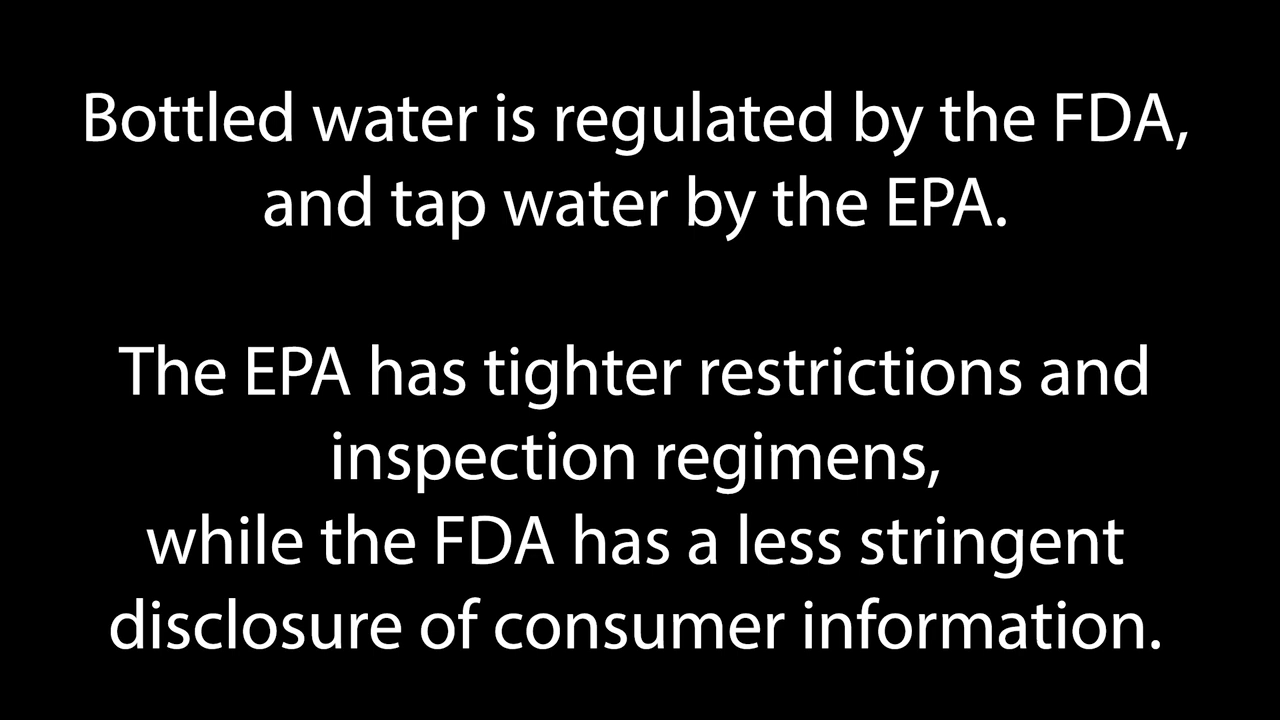 Bottled water is regulated by the FDA,
and tap water by the EPA.
The EPA has tighter restrictions and
inspection regimens,
while the FDA has a less stringent
disclosure of consumer information.